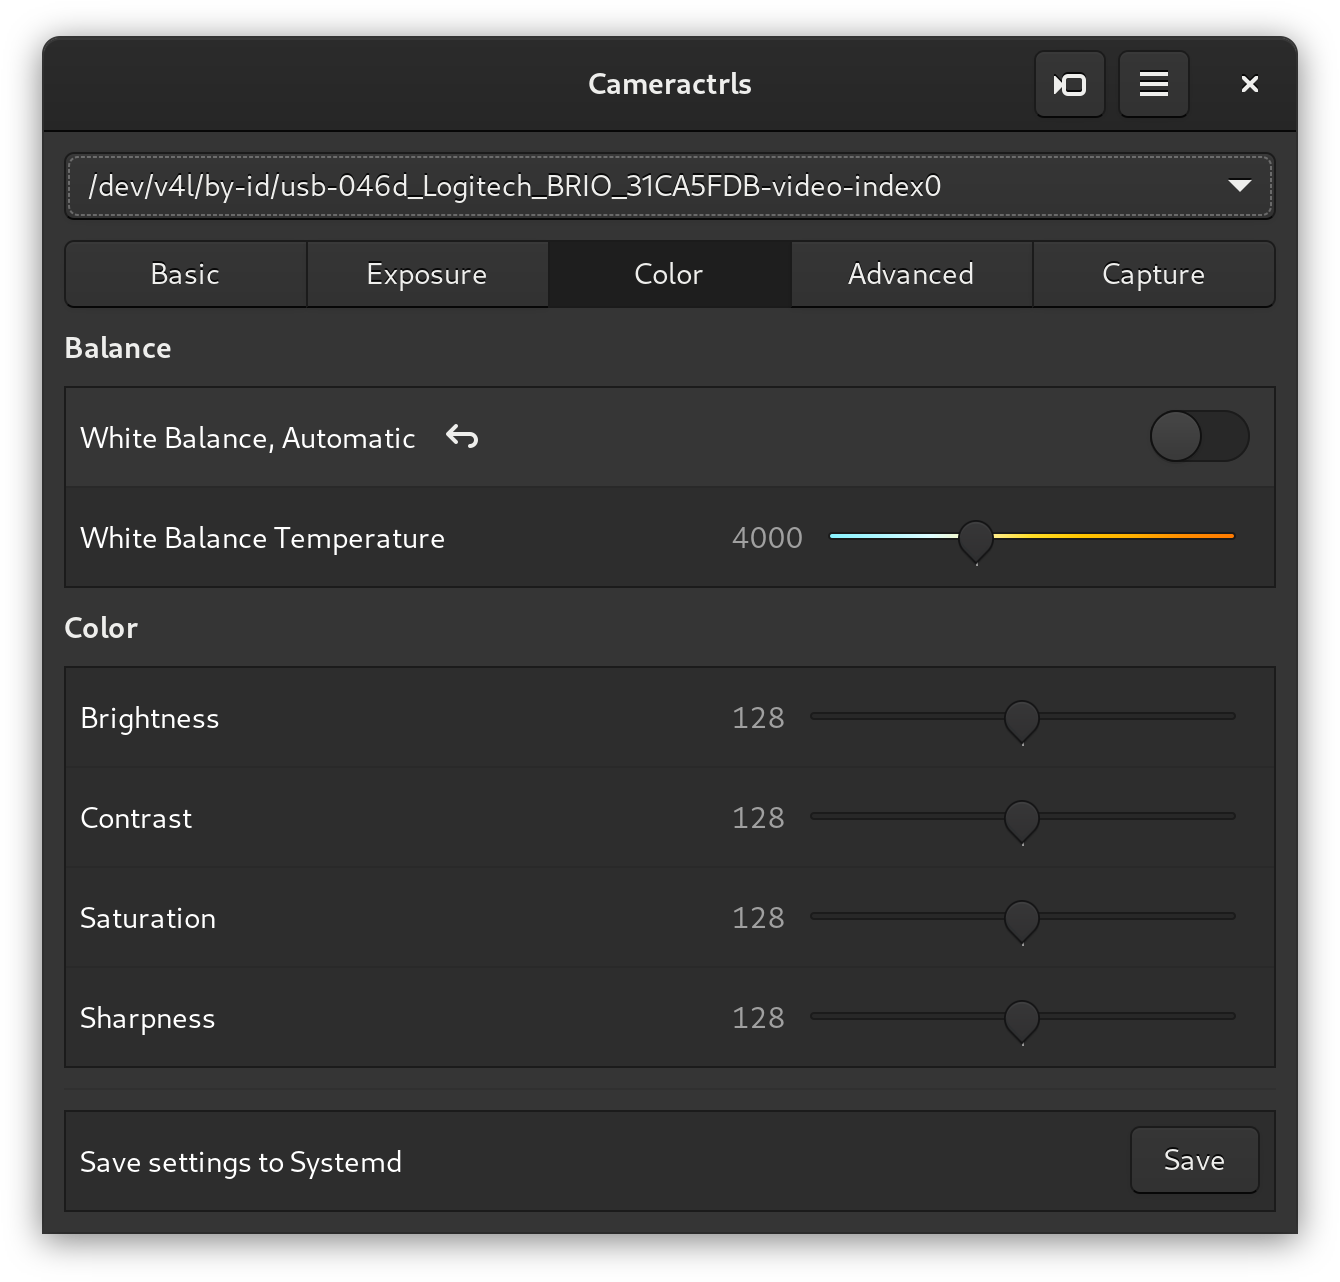 Cameractrls
/dev/v4l/by-id/usb-046d_Logitech_BRIO_31CA5FDB-video-index0
Basic Exposure Color Advanced Capture
Balance
White Balance, Automatic
White Balance Temperature 4000
Color
Brightness 128
Contrast 128
Saturation 128
Sharpness 128
Save settings to Systemd Save